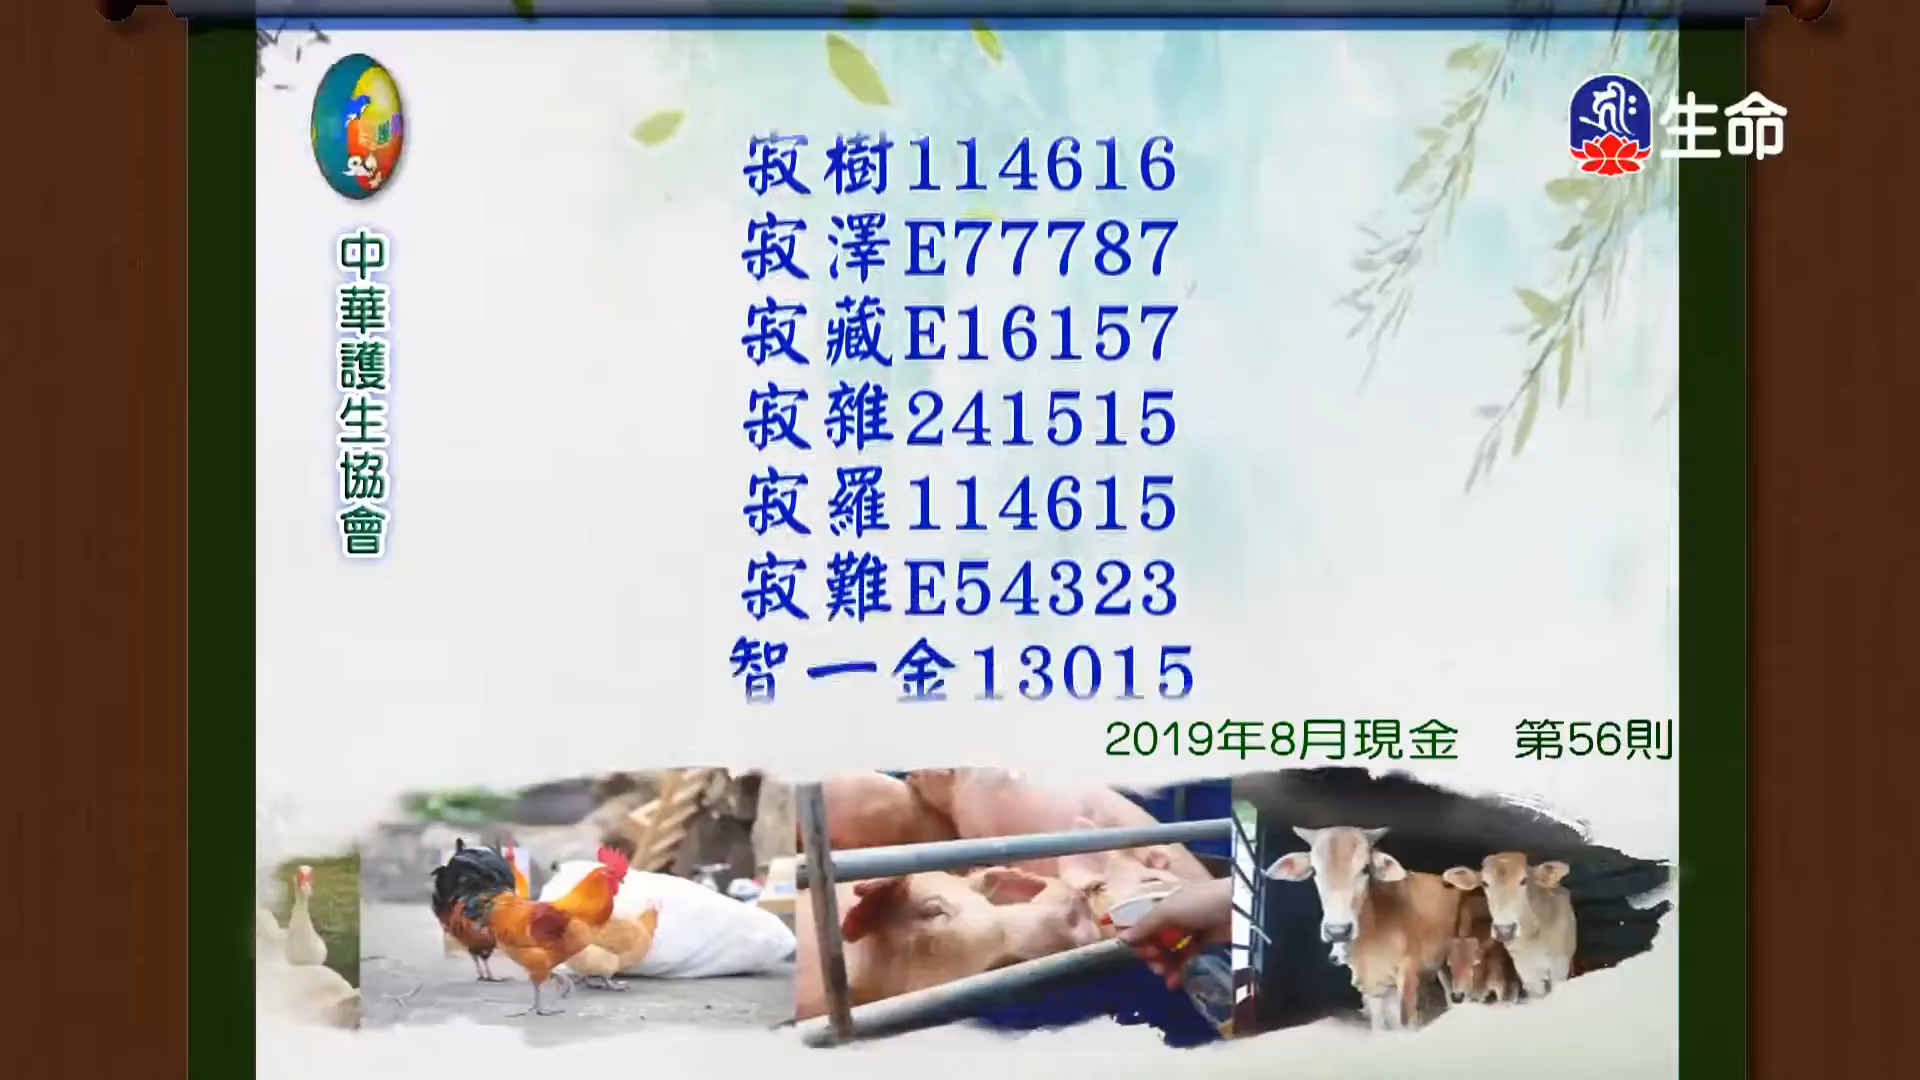 生命
中華護生協會
寂樹114616
寂澤E77787
寂藏E16157
寂雜241515
寂羅114615
寂難E54323
智一金13015
2019年8月現金 第56則